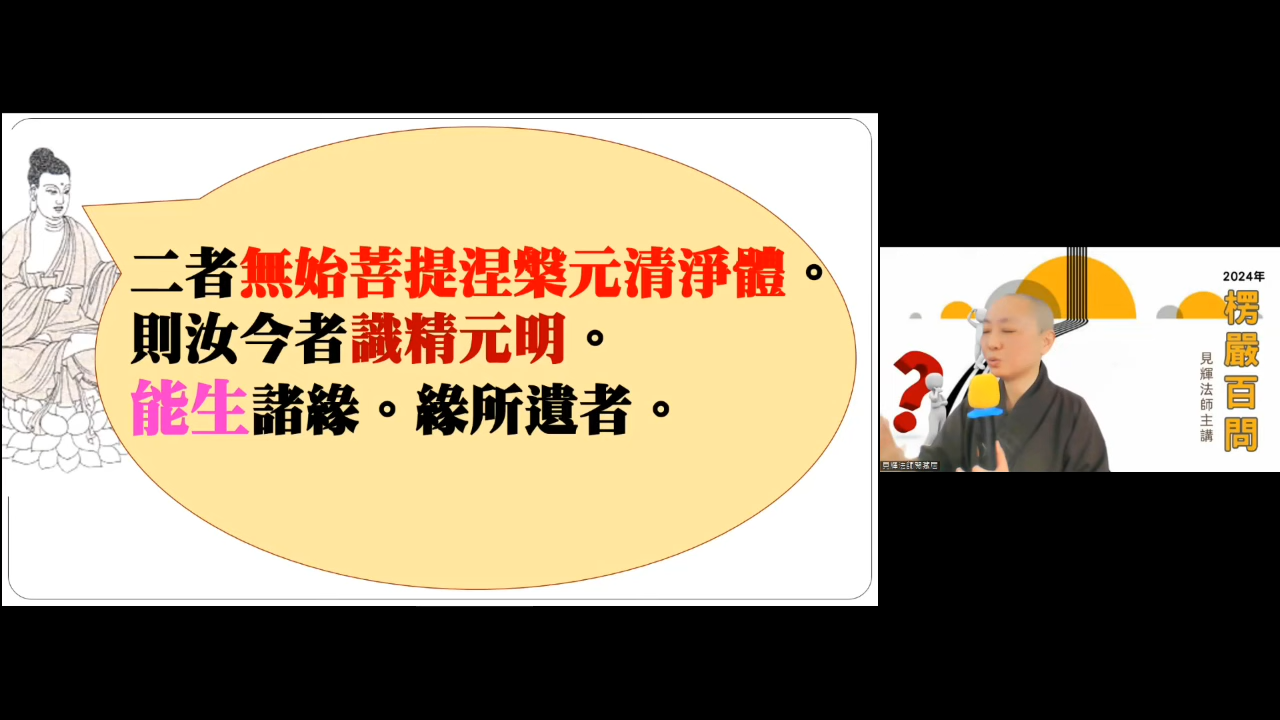 二者無始菩提涅槃元清淨體。
則汝今者識精元明。
能生諸緣。緣所遺者。
2024年
楞嚴百問
見輝法師主講